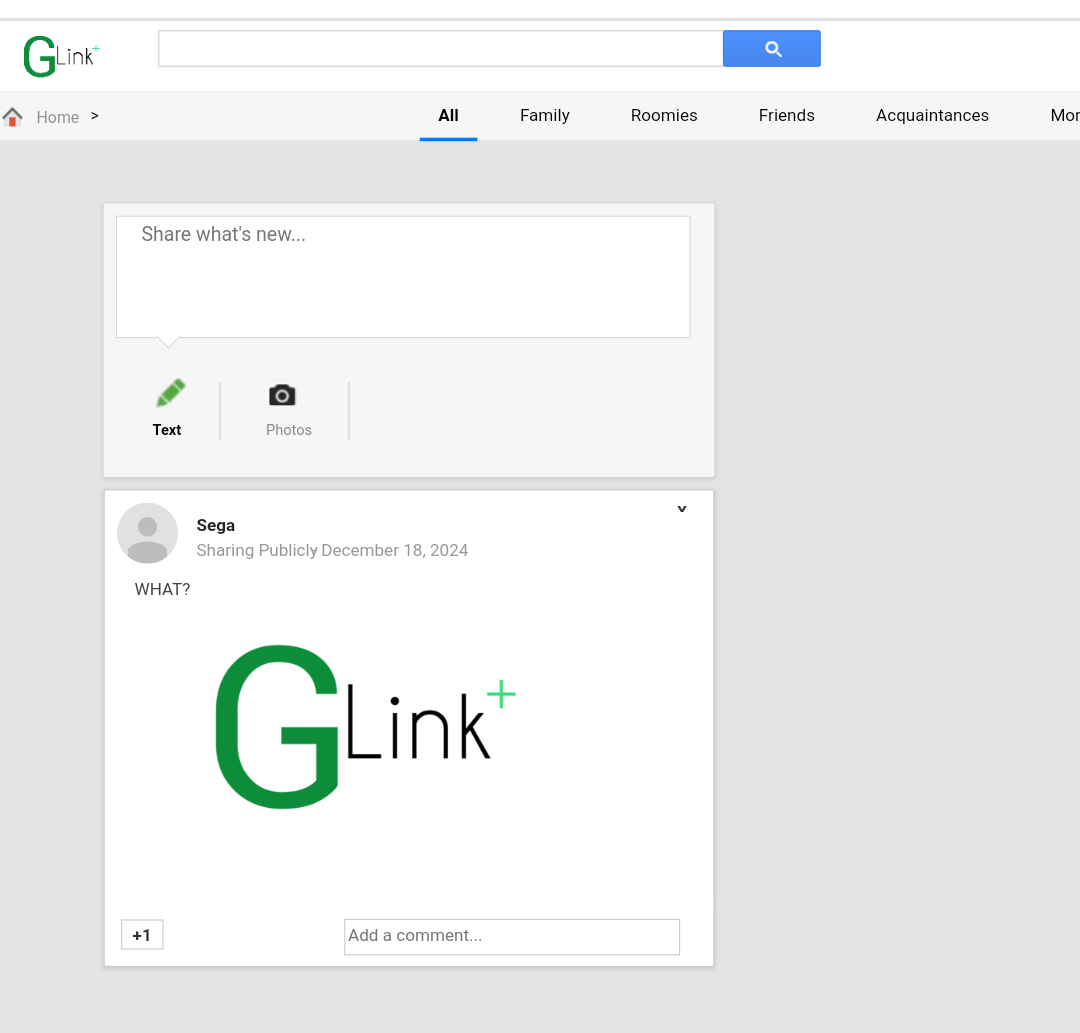 GLink+
Home >
All Family Roomies Friends Acquaintances
Share what's new...
Text Photos
Sega
Sharing Publicly December 18, 2024
WHAT?
GLink+
+1 Add a comment...